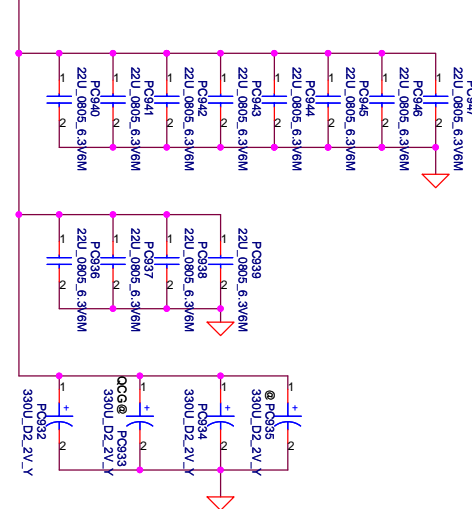 1 2 PC940
22U_0805_6.3V6M
1 2 PC941
22U_0805_6.3V6M
1 2 PC942
22U_0805_6.3V6M
1 2 PC943
22U_0805_6.3V6M
1 2 PC944
22U_0805_6.3V6M
1 2 PC945
22U_0805_6.3V6M
1 2 PC946
22U_0805_6.3V6M
1 2 PC947
22U_0805_6.3V6M
1 2 PC936
22U_0805_6.3V6M
1 2 PC937
22U_0805_6.3V6M
1 2 PC938
22U_0805_6.3V6M
1 2 PC939
22U_0805_6.3V6M
1 + 2 PC932
330U_D2_2V_Y
1 + 2 QCG@ PC933
330U_D2_2V_Y
1 + 2 PC934
330U_D2_2V_Y
1 + 2 @ PC935
330U_D2_2V_Y